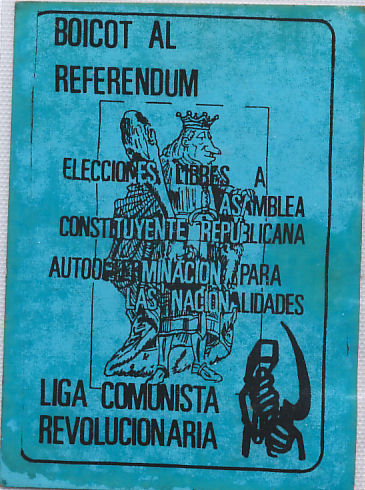 BOICOT AL
REFERENDUM
ELECCIONES LIBRES A
ASAMBLEA
CONSTITUYENTE REPUBLICANA
AUTODETERMINACION PARA
LAS NACIONALIDADES
LIGA COMUNISTA
REVOLUCIONARIA